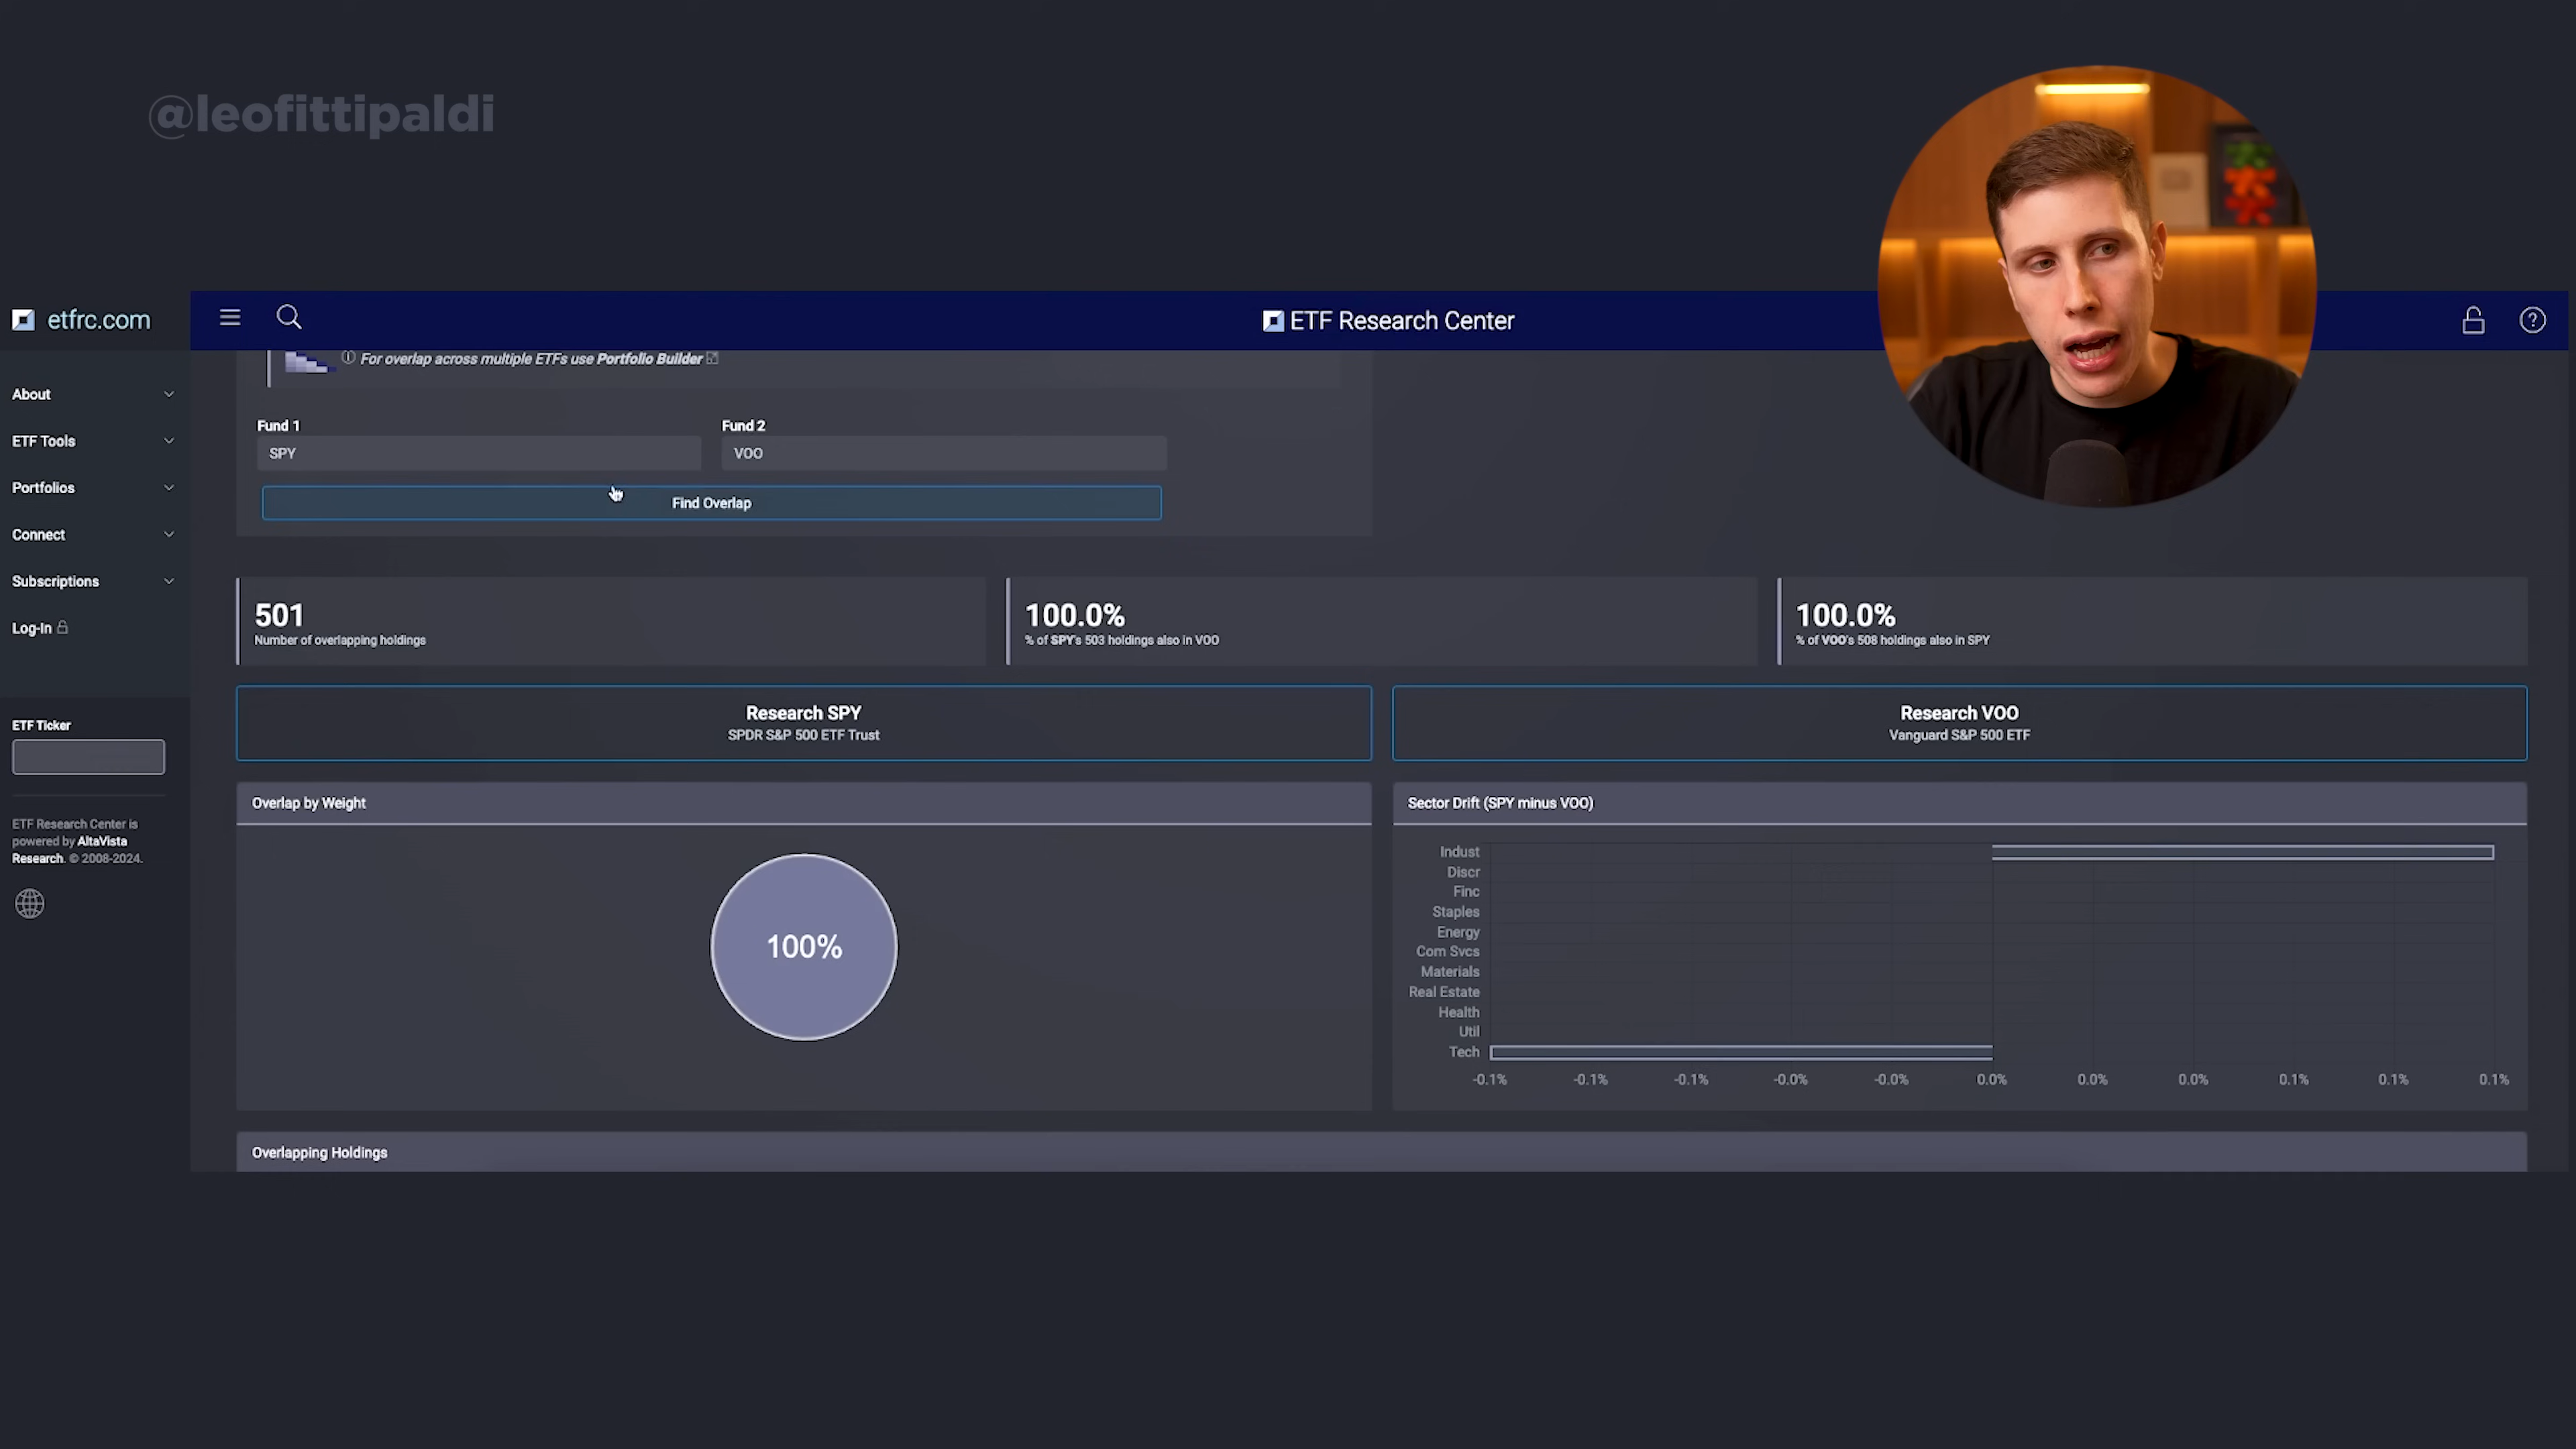 @leofittipaldi
etfrc.com
ETF Research Center
For overlap across multiple ETFs use Portfolio Builder
About
ETF Tools
Portfolios
Connect
Subscriptions
Log-In
ETF Ticker
ETF Research Center is
powered by AltaVista
Research. © 2008-2024.
Fund 1
Fund 2
SPY
VOO
Find Overlap
501
Number of overlapping holdings
100.0%
% of SPY's 503 holdings also in VOO
100.0%
% of VOO's 508 holdings also in SPY
Research SPY
SPDR S&P 500 ETF Trust
Research VOO
Vanguard S&P 500 ETF
Overlap by Weight
100%
Sector Drift (SPY minus VOO)
Indust
Discr
Finc
Staples
Energy
Com Svcs
Materials
Real Estate
Health
Util
Tech
-0.1% -0.1% -0.1% -0.0% -0.0% 0.0% 0.0% 0.0% 0.1% 0.1% 0.1%
Overlapping Holdings